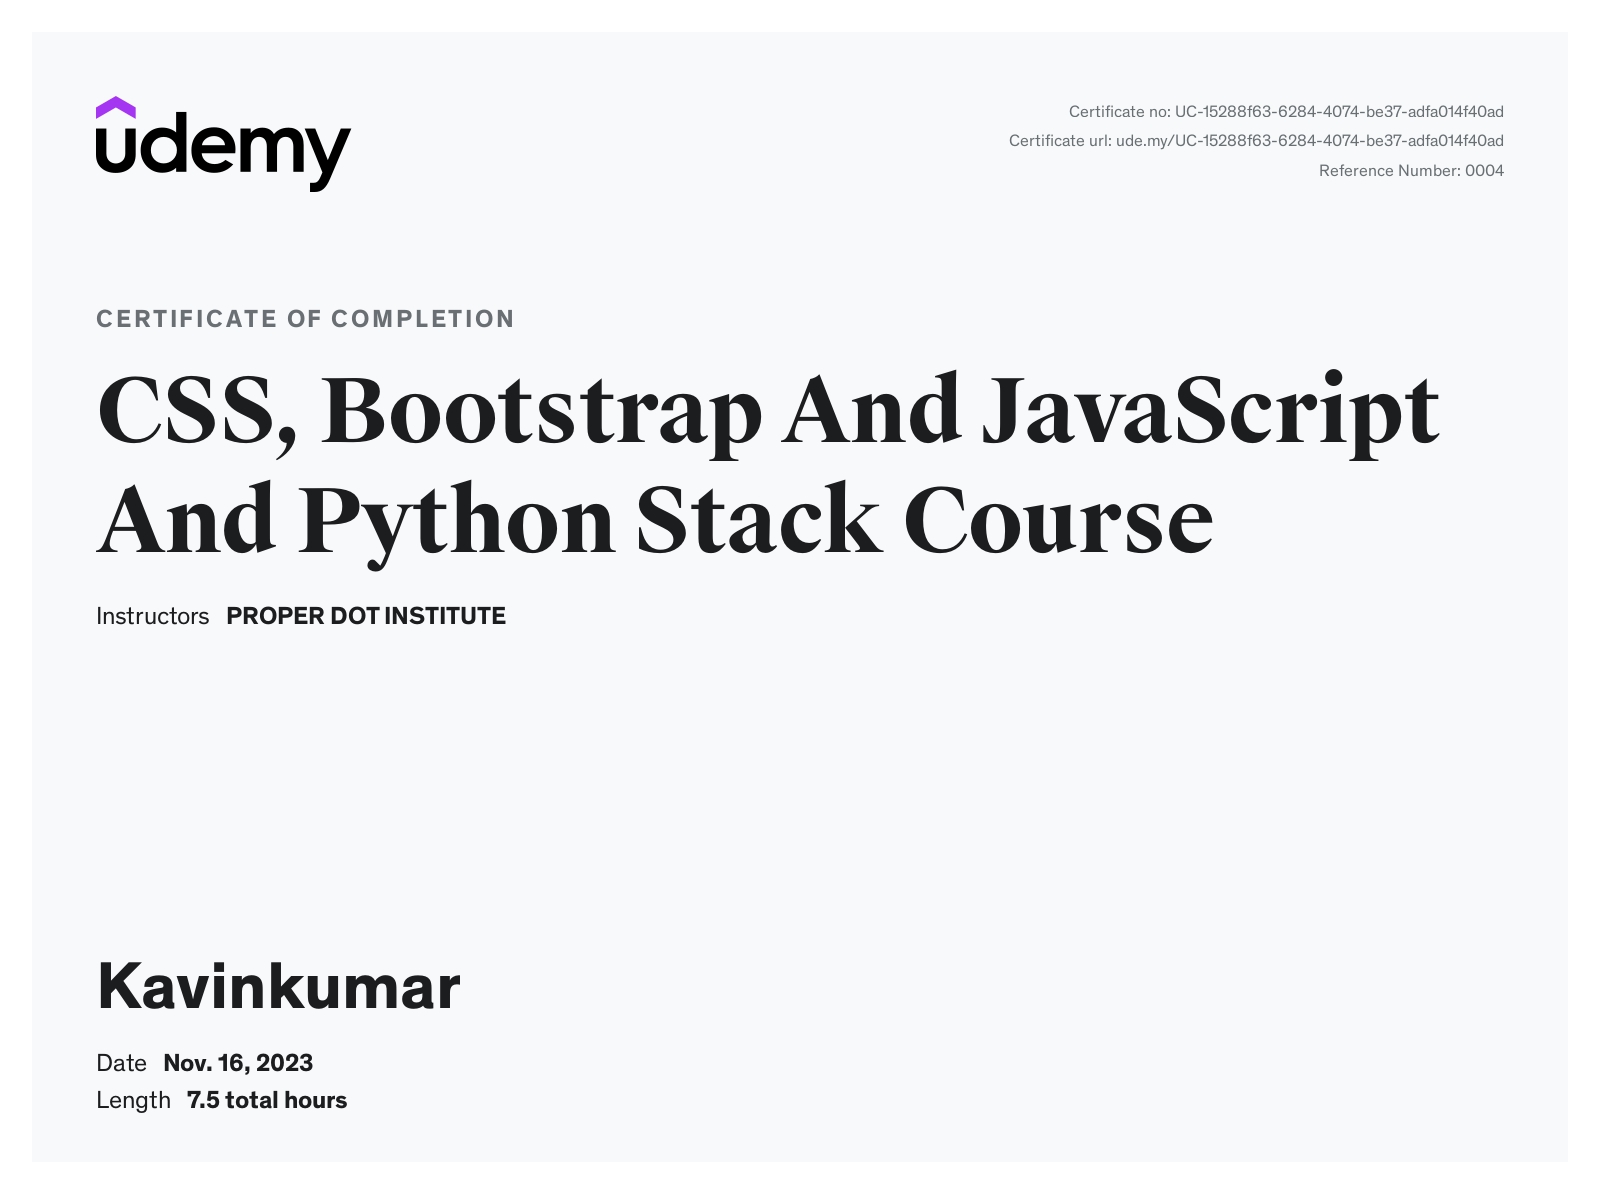 udemy
Certificate no: UC-15288f63-6284-4074-be37-adfa014f40ad
Certificate url: ude.my/UC-15288f63-6284-4074-be37-adfa014f40ad
Reference Number: 0004
CERTIFICATE OF COMPLETION
CSS, Bootstrap And JavaScript
And Python Stack Course
Instructors PROPER DOT INSTITUTE
Kavinkumar
Date Nov. 16, 2023
Length 7.5 total hours